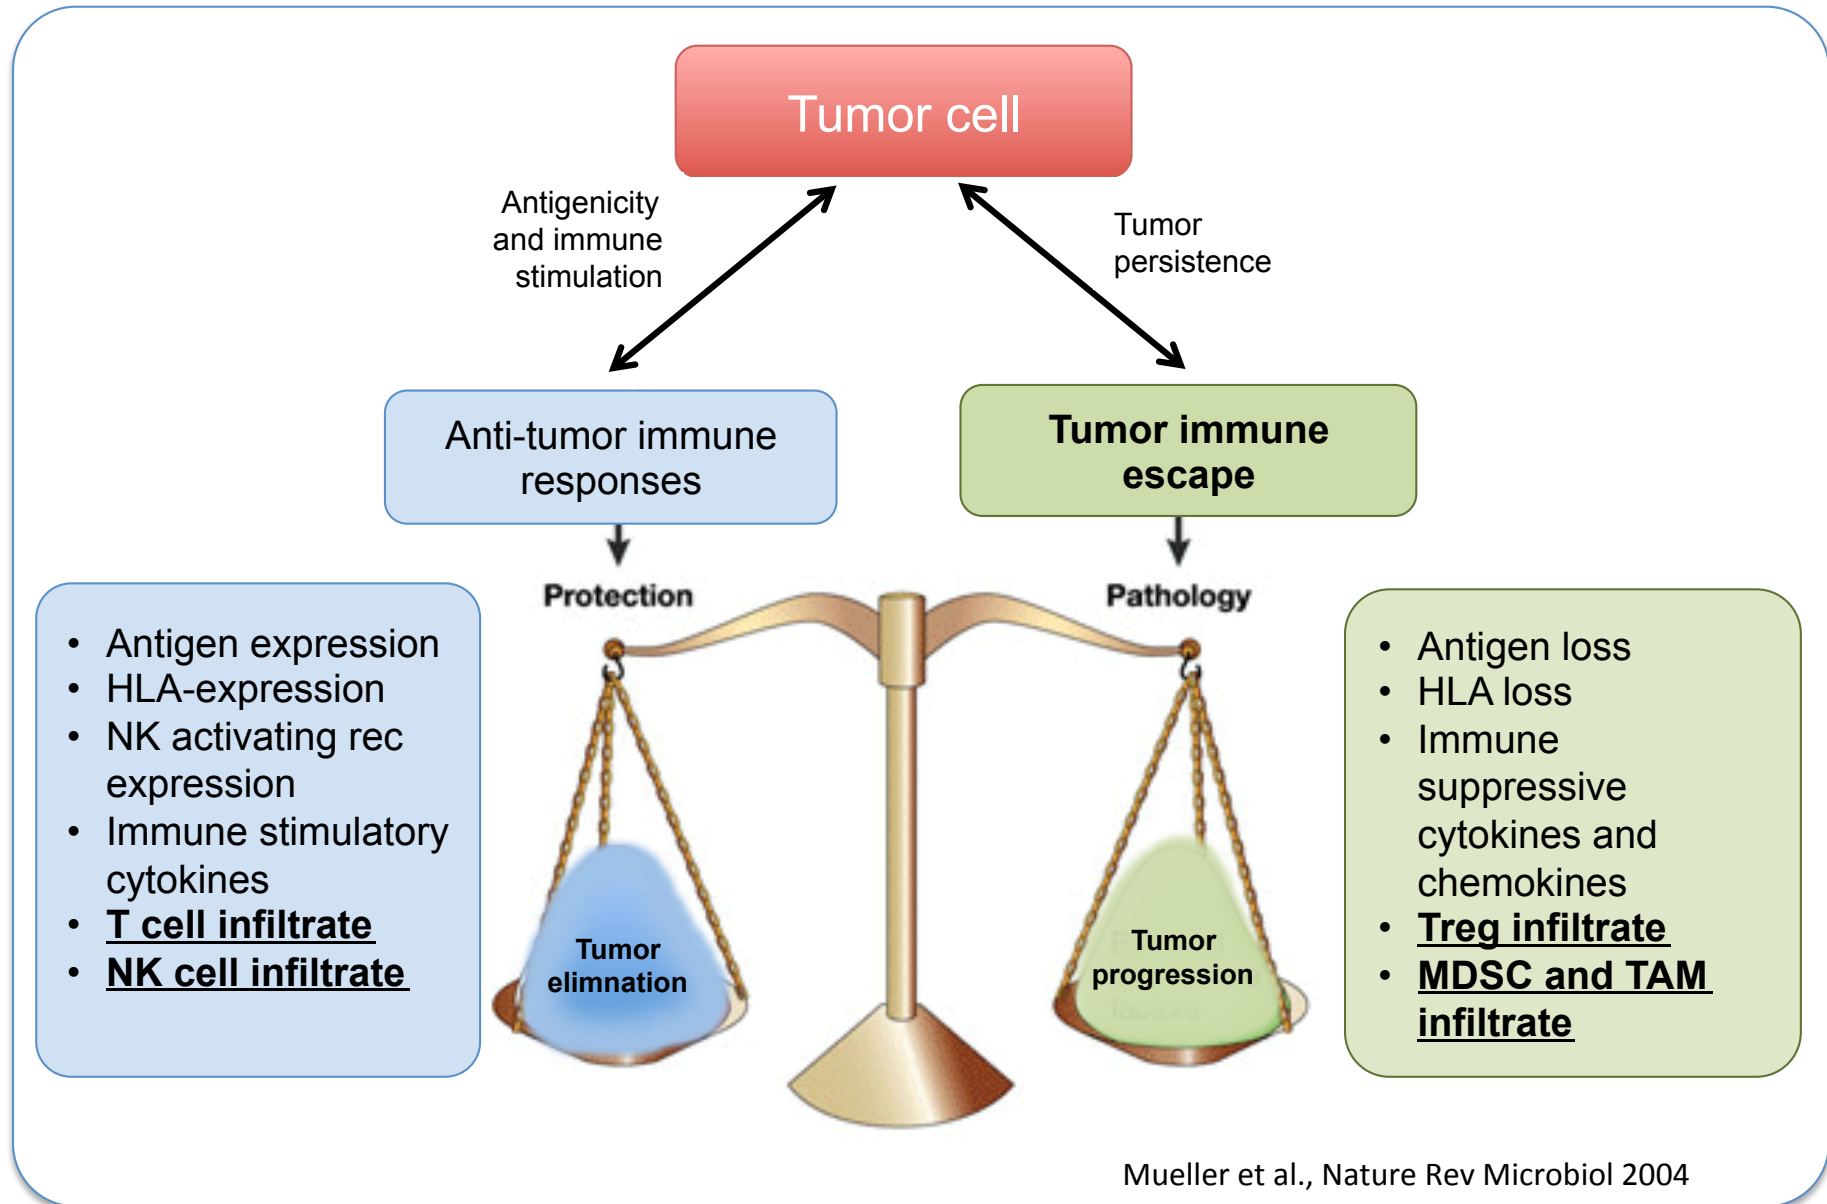 Tumor cell
Antigenicity
and immune
stimulation
Tumor
persistence
Anti-tumor immune
responses
Tumor immune
escape
Protection
Pathology
• Antigen expression
• HLA-expression
• NK activating rec
expression
• Immune stimulatory
cytokines
• T cell infiltrate
• NK cell infiltrate
Tumor
elimnation
Tumor
progression
factors
• Antigen loss
• HLA loss
• Immune
suppressive
cytokines and
chemokines
• Treg infiltrate
• MDSC and TAM
infiltrate
Mueller et al., Nature Rev Microbiol 2004